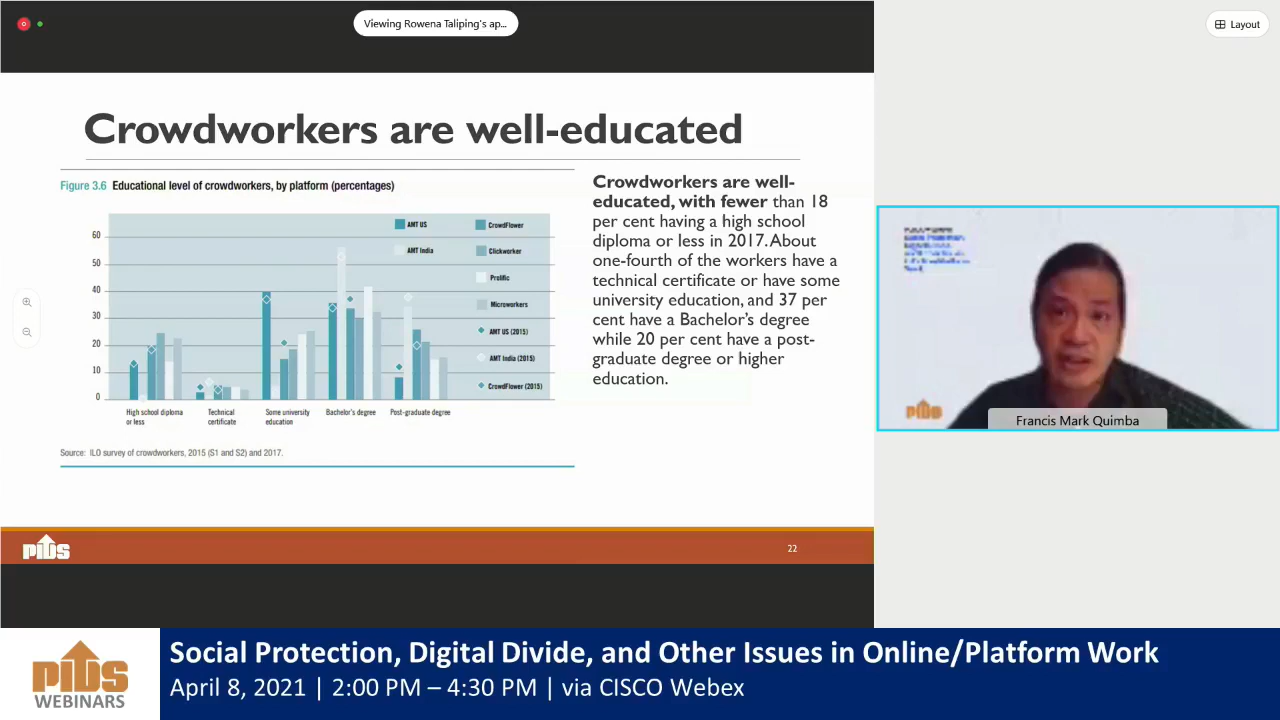 Viewing Rowena Taliping's ap...
Layout
Crowdworkers are well-educated
Figure 3.6 Educational level of crowdworkers, by platform (percentages)
60
50
40
30
20
10
0
AMT US
CrowdFlower
AMT India
Clickworker
Prolific
Microworkers
AMT US (2015)
AMT India (2015)
CrowdFlower (2015)
High school diploma
or less
Technical
certificate
Some university
education
Bachelor's degree
Post-graduate degree
Source: ILO survey of crowdworkers, 2015 (S1 and S2) and 2017.
Crowdworkers are well-
educated, with fewer than 18
per cent having a high school
diploma or less in 2017. About
one-fourth of the workers have a
technical certificate or have some
university education, and 37 per
cent have a Bachelor's degree
while 20 per cent have a post-
graduate degree or higher
education.
PIDS
22
PIDS
Francis Mark Quimba
PIDS
WEBINARS
Social Protection, Digital Divide, and Other Issues in Online/Platform Work
April 8, 2021 | 2:00 PM – 4:30 PM | via CISCO Webex